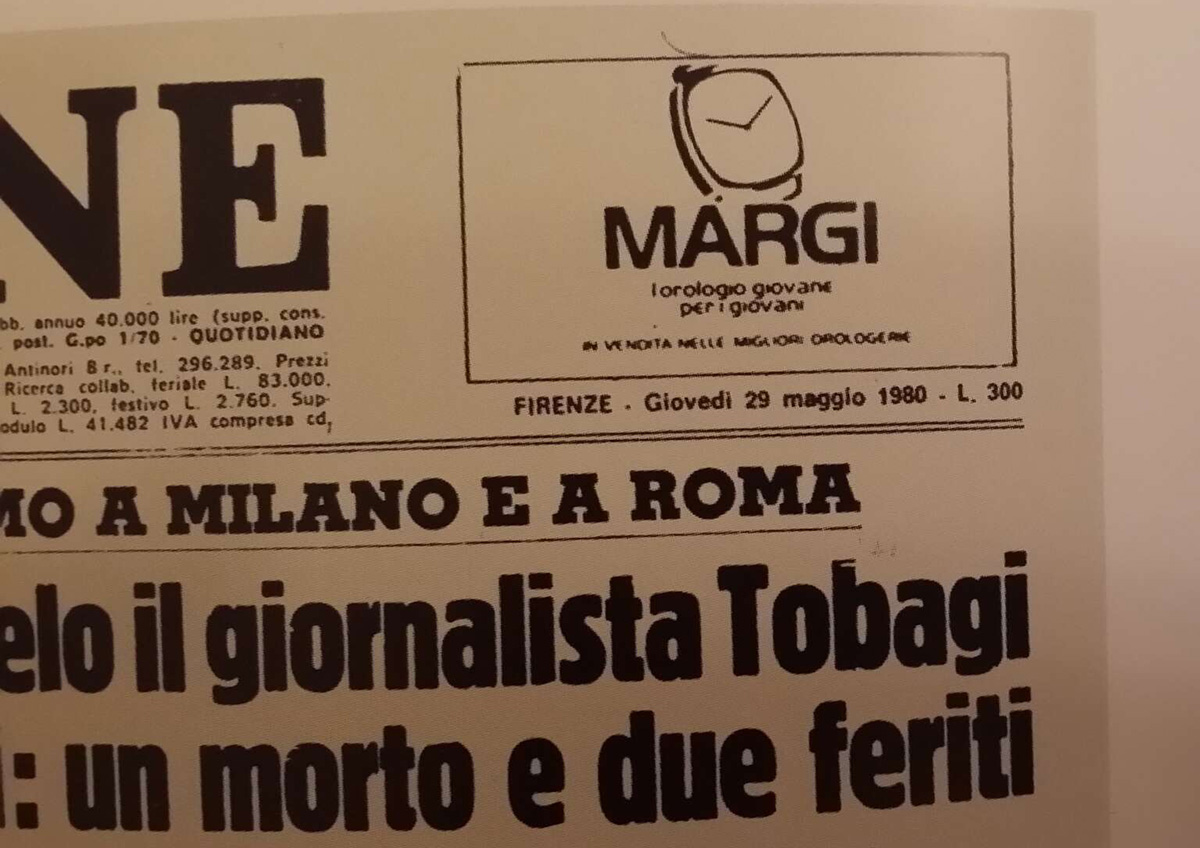 NE
MARGI
l'orologio giovane
per i giovani
IN VENDITA NELLE MIGLIORI OROLOGERIE
bb. annuo 40.000 lire (supp. cons.
post. G.po 1/70 - QUOTIDIANO
Antinori 8 r., tel. 296.289. Prezzi
Ricerca collab. feriale L. 83.000.
L. 2.300, festivo L. 2.760. Sup-
odulo L. 41.482 IVA compresa cd,
FIRENZE - Giovedì 29 maggio 1980 - L. 300
MO A MILANO E A ROMA
elo il giornalista Tobagi
i: un morto e due feriti